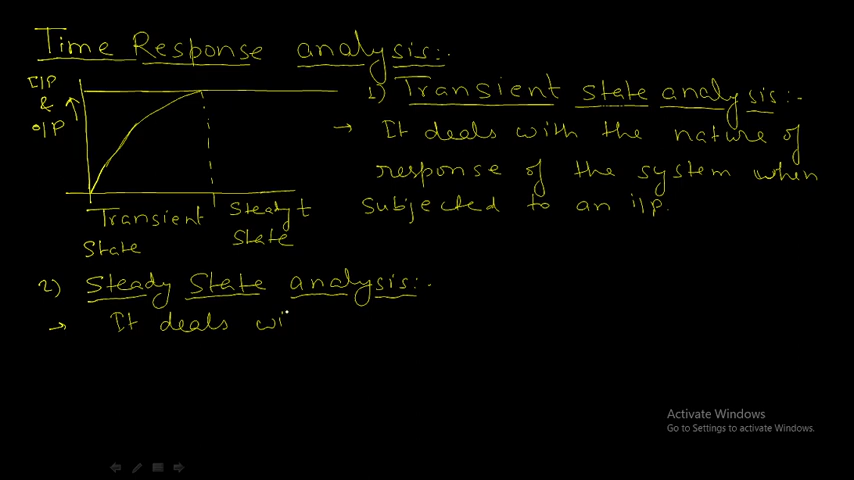 Time Response analysis:-
I/P
&
o/p
Transient
State
Steady t
State
1) Transient state analysis:-
→ It deals with the nature of
response of the system when
subjected to an i/p.
2) Steady State analysis:-
→ It deals wi
Activate Windows
Go to Settings to activate Windows.